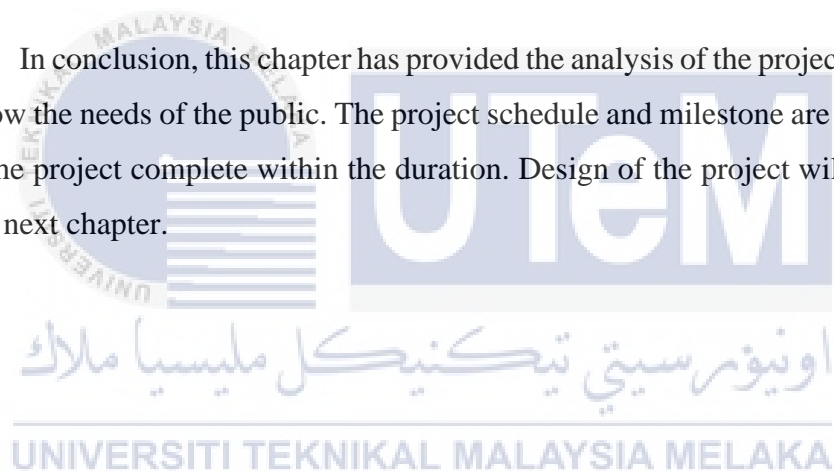 In conclusion, this chapter has provided the analysis of the projec
ow the needs of the public. The project schedule and milestone are
he project complete within the duration. Design of the project wil
next chapter.
UTeM
اونيورسيتي تيكنيكل مليسيا ملاك
UNIVERSITI TEKNIKAL MALAYSIA MELAKA